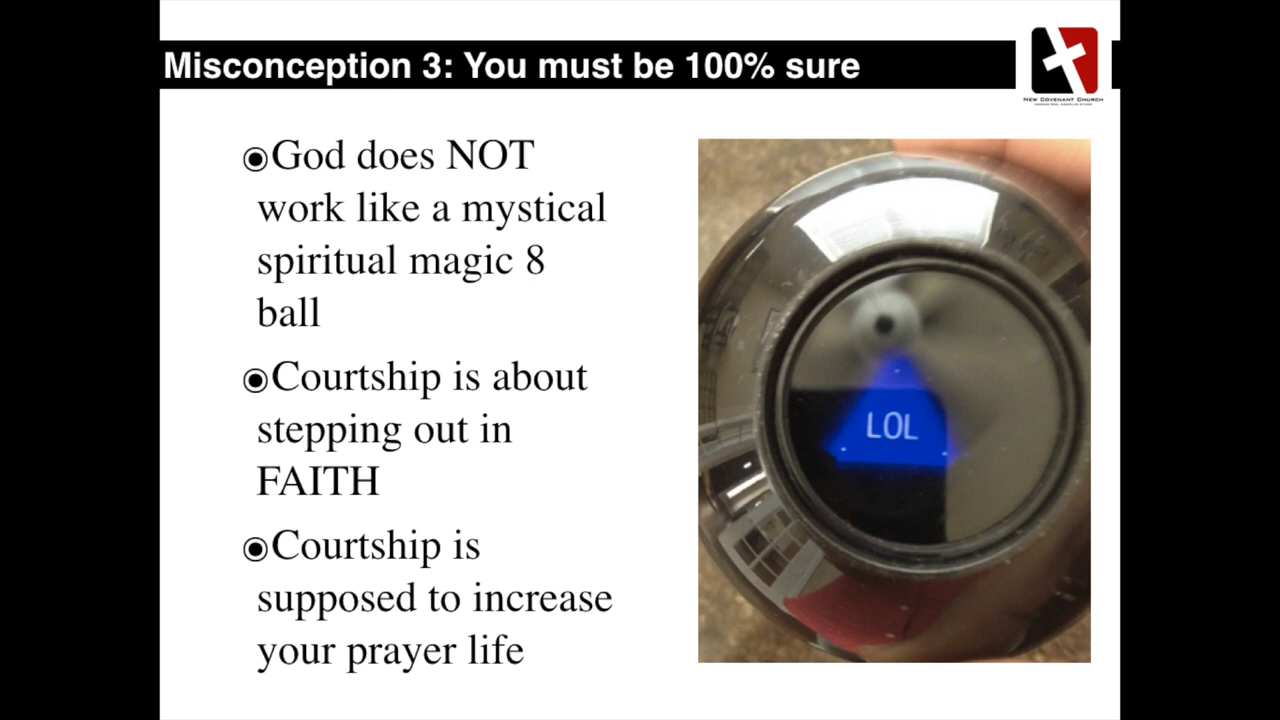 Misconception 3: You must be 100% sure
NEW COVENANT CHURCH
◉God does NOT
work like a mystical
spiritual magic 8
ball
◉Courtship is about
stepping out in
FAITH
◉Courtship is
supposed to increase
your prayer life
LOL